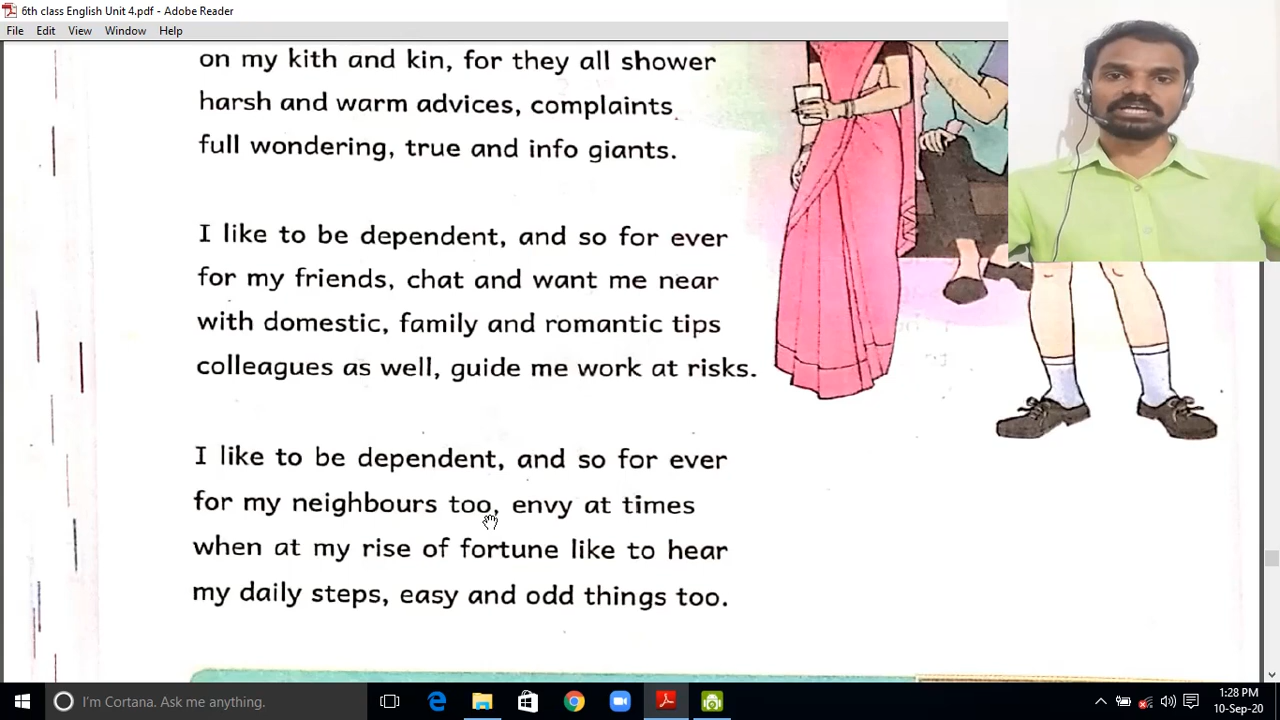 6th class English Unit 4.pdf - Adobe Reader
File Edit View Window Help
on my kith and kin, for they all shower
harsh and warm advices, complaints
full wondering, true and info giants.
I like to be dependent, and so for ever
for my friends, chat and want me near
with domestic, family and romantic tips
colleagues as well, guide me work at risks.
I like to be dependent, and so for ever
for my neighbours too, envy at times
when at my rise of fortune like to hear
my daily steps, easy and odd things too.
I'm Cortana. Ask me anything.
1:28 PM
10-Sep-20